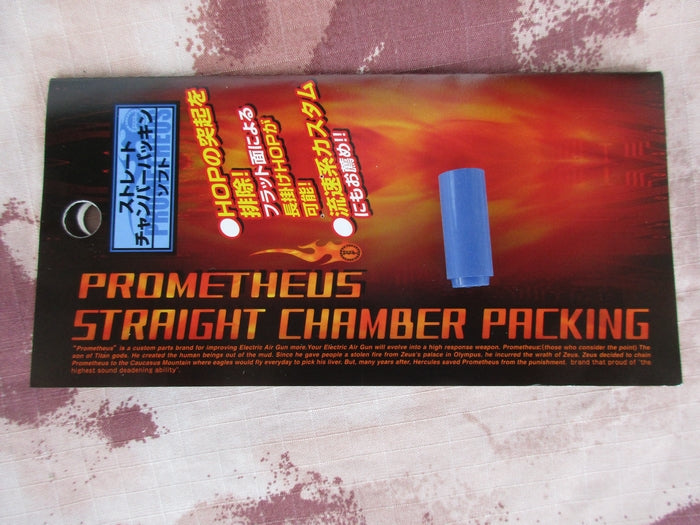 ストレート
チャンバーパッキン
ソフト
●HOPの突起を
排除!
フラット面による
長掛けHOPが
可能!
●流速系カスタム
にもお薦め!!
PROMETHEUS
STRAIGHT CHAMBER PACKING
"Prometheus" is a custom parts brand for improving Electric Air Gun more.Your Electric Air Gun will evolve into a high response weapon. Prometheus:(those who consider the point) The
son of Titan gods. He created the human beings out of the mud. Since he gave people a stolen fire from Zeus's palace in Olympus, he incurred the wrath of Zeus. Zeus decided to chain
Prometheus to the Caucasus Mountain where eagles would fly everyday to pick his liver. But, many years after, Hercules saved Prometheus from the punishment. brand that proud of "the
highest sound deadening ability".